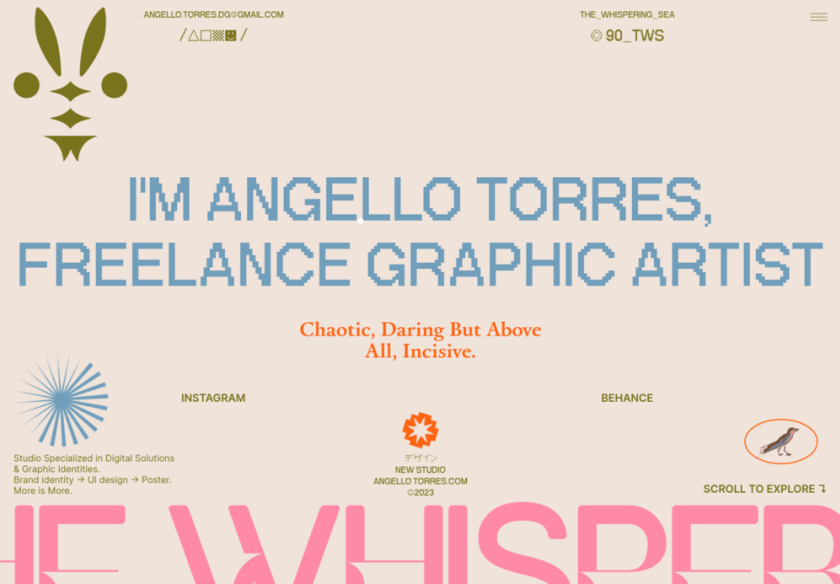 ANGELLO.TORRES.DG@GMAIL.COM
THE_WHISPERING_SEA
© 90_TWS
I'M ANGELLO TORRES,
FREELANCE GRAPHIC ARTIST
Chaotic, Daring But Above
All, Incisive.
INSTAGRAM
BEHANCE
Studio Specialized in Digital Solutions
& Graphic Identities.
Brand identity → UI design → Poster.
More is More.
デザイン
NEW STUDIO
ANGELLO TORRES.COM
©2023
SCROLL TO EXPLORE ↴
HE WHISPER